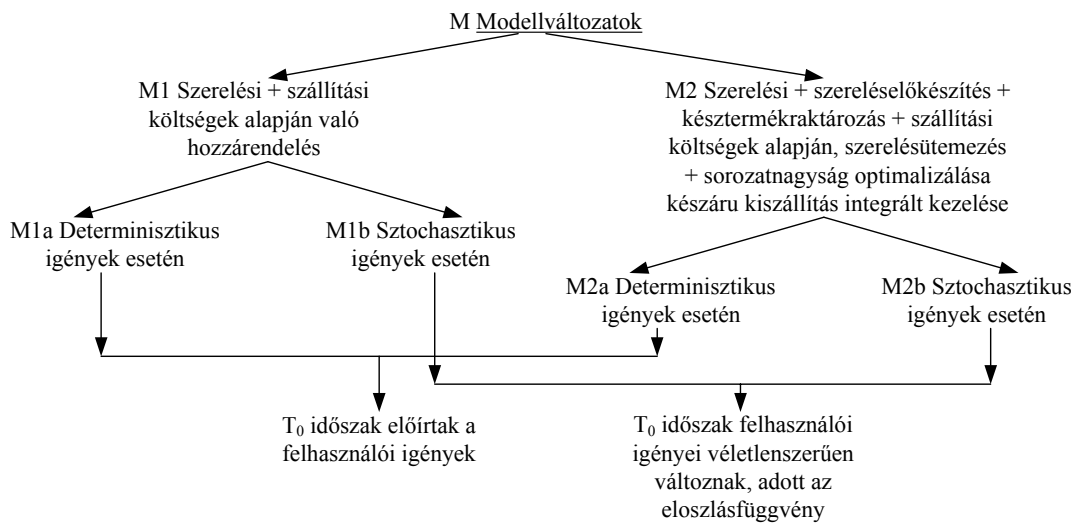 M Modellváltozatok
M1 Szerelési + szállítási
költségek alapján való
hozzárendelés
M2 Szerelési + szereléselőkészítés +
késztermékraktározás + szállítási
költségek alapján, szerelésütemezés
+ sorozatnagyság optimalizálása
készáru kiszállítás integrált kezelése
M1a Determinisztikus
igények esetén
M1b Sztochasztikus
igények esetén
M2a Determinisztikus
igények esetén
M2b Sztochasztikus
igények esetén
T₀ időszak előírtak a
felhasználói igények
T₀ időszak felhasználói
igényei véletlenszerűen
változnak, adott az
eloszlásfüggvény